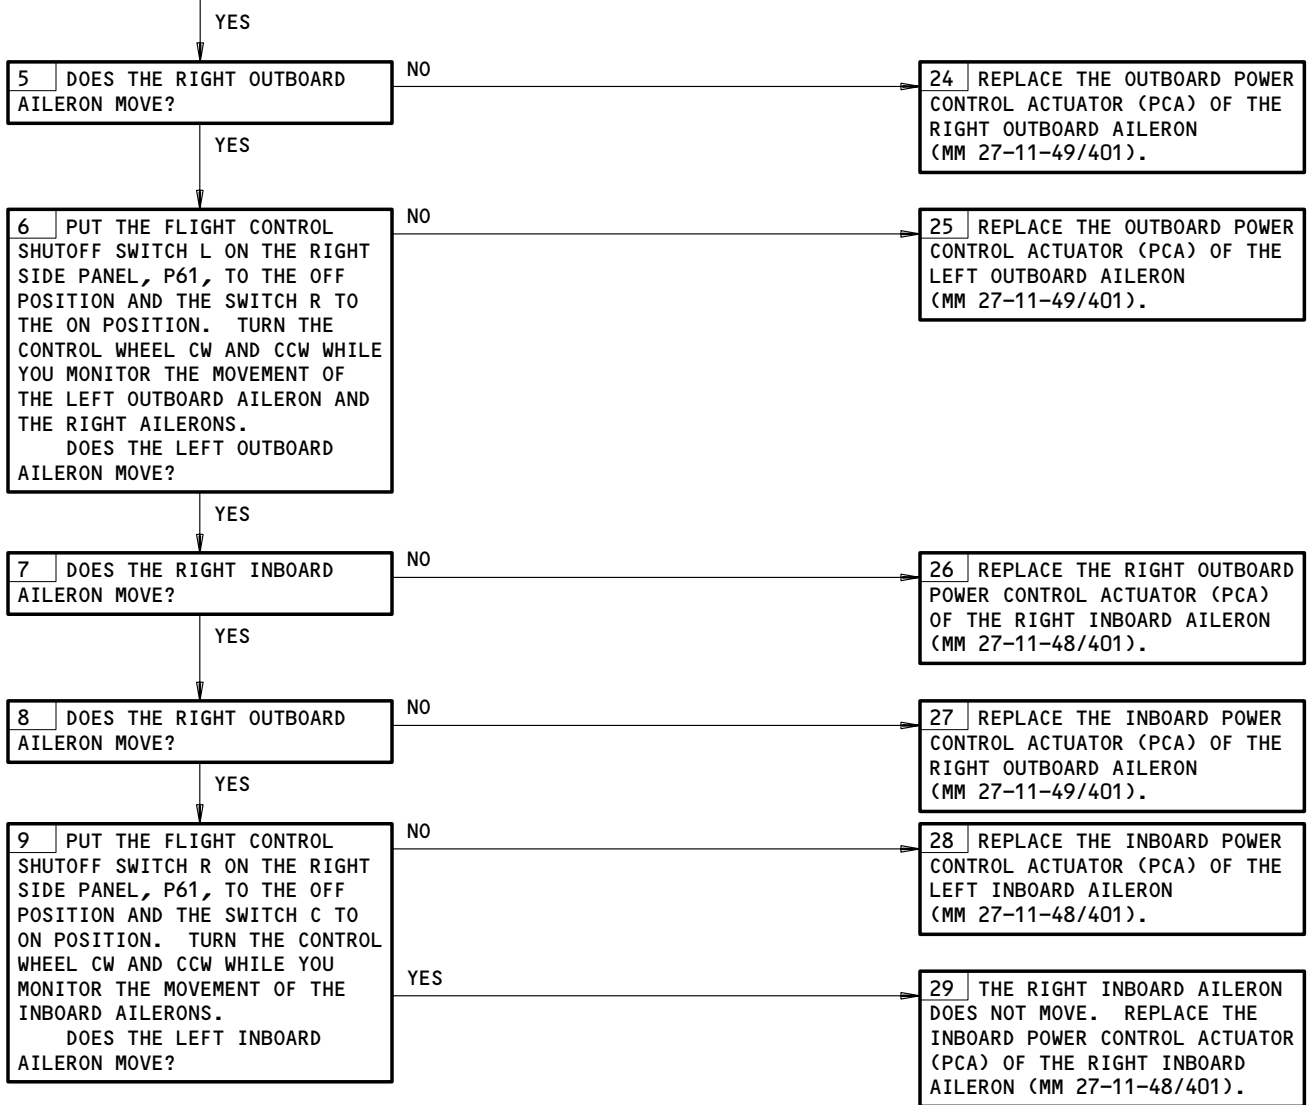 YES
5 DOES THE RIGHT OUTBOARD
AILERON MOVE?
NO
24 REPLACE THE OUTBOARD POWER
CONTROL ACTUATOR (PCA) OF THE
RIGHT OUTBOARD AILERON
(MM 27-11-49/401).
YES
6 PUT THE FLIGHT CONTROL
SHUTOFF SWITCH L ON THE RIGHT
SIDE PANEL, P61, TO THE OFF
POSITION AND THE SWITCH R TO
THE ON POSITION. TURN THE
CONTROL WHEEL CW AND CCW WHILE
YOU MONITOR THE MOVEMENT OF
THE LEFT OUTBOARD AILERON AND
THE RIGHT AILERONS.
DOES THE LEFT OUTBOARD
AILERON MOVE?
NO
25 REPLACE THE OUTBOARD POWER
CONTROL ACTUATOR (PCA) OF THE
LEFT OUTBOARD AILERON
(MM 27-11-49/401).
YES
7 DOES THE RIGHT INBOARD
AILERON MOVE?
NO
26 REPLACE THE RIGHT OUTBOARD
POWER CONTROL ACTUATOR (PCA)
OF THE RIGHT INBOARD AILERON
(MM 27-11-48/401).
YES
8 DOES THE RIGHT OUTBOARD
AILERON MOVE?
NO
27 REPLACE THE INBOARD POWER
CONTROL ACTUATOR (PCA) OF THE
RIGHT OUTBOARD AILERON
(MM 27-11-49/401).
YES
9 PUT THE FLIGHT CONTROL
SHUTOFF SWITCH R ON THE RIGHT
SIDE PANEL, P61, TO THE OFF
POSITION AND THE SWITCH C TO
ON POSITION. TURN THE CONTROL
WHEEL CW AND CCW WHILE YOU
MONITOR THE MOVEMENT OF THE
INBOARD AILERONS.
DOES THE LEFT INBOARD
AILERON MOVE?
NO
28 REPLACE THE INBOARD POWER
CONTROL ACTUATOR (PCA) OF THE
LEFT INBOARD AILERON
(MM 27-11-48/401).
YES
29 THE RIGHT INBOARD AILERON
DOES NOT MOVE. REPLACE THE
INBOARD POWER CONTROL ACTUATOR
(PCA) OF THE RIGHT INBOARD
AILERON (MM 27-11-48/401).